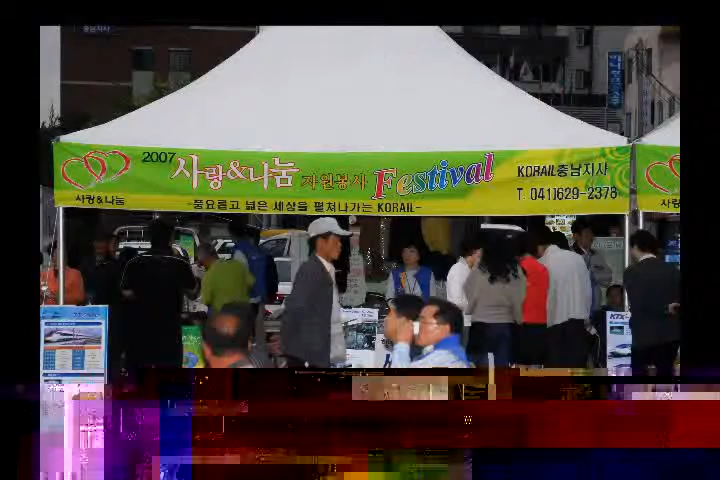 2007 사랑&나눔 자원봉사 Festival
KORAIL충남지사
T. 041)629-2378
-풍요롭고 넓은 세상을 펼쳐나가는 KORAIL-
사랑&나눔
KTX